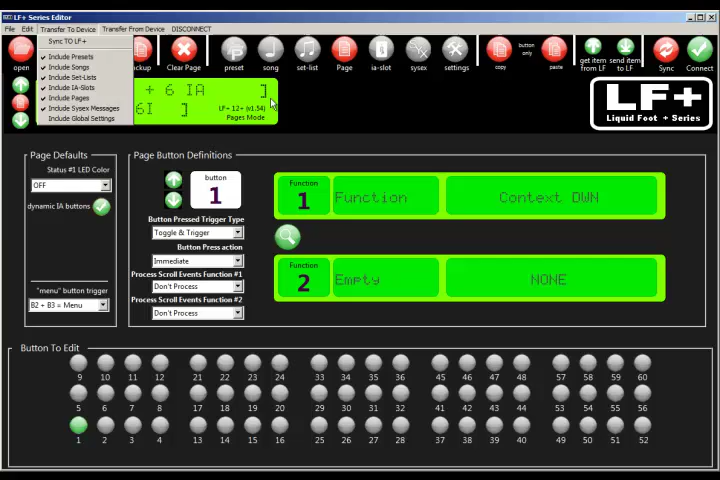 LF+ Series Editor
File Edit Transfer To Device Transfer From Device DISCONNECT
Sync TO LF+
Include Presets
Include Songs
Include Set-Lists
Include IA-Slots
Include Pages
Include Sysex Messages
Include Global Settings
open
Clear Page
preset
song
set-list
Page
ia-slot
sysex
settings
copy
button only
paste
get item from LF
send item to LF
Sync
Connect
+ 6 IA ]
6I ]
LF+ 12+ (v1.54)
Pages Mode
LF+
Liquid Foot + Series
Page Defaults
Status #1 LED Color
OFF
dynamic IA buttons
"menu" button trigger
B2 + B3 = Menu
Page Button Definitions
button
1
Button Pressed Trigger Type
Toggle & Trigger
Button Press action
Immediate
Process Scroll Events Function #1
Don't Process
Process Scroll Events Function #2
Don't Process
Function
1
Function
Context DWN
Function
2
Empty
NONE
Button To Edit
9 10 11 12 21 22 23 24 33 34 35 36 45 46 47 48 57 58 59 60
5 6 7 8 17 18 19 20 29 30 31 32 41 42 43 44 53 54 55 56
1 2 3 4 13 14 15 16 25 26 27 28 37 38 39 40 49 50 51 52